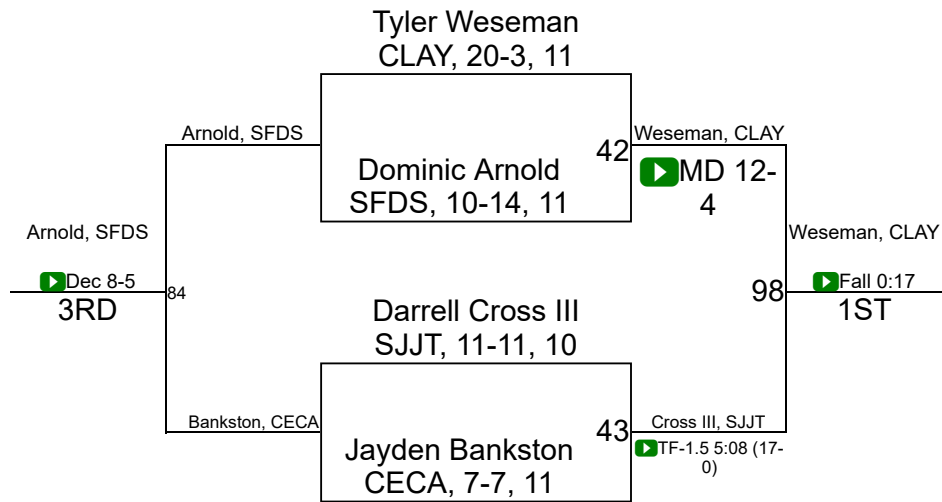 Tyler Weseman
CLAY, 20-3, 11
Arnold, SFDS
42
Weseman, CLAY
Dominic Arnold
SFDS, 10-14, 11
MD 12-
4
Arnold, SFDS
Weseman, CLAY
Dec 8-5
84
98
Fall 0:17
3RD
1ST
Darrell Cross III
SJJT, 11-11, 10
Bankston, CECA
43
Cross III, SJJT
Jayden Bankston
CECA, 7-7, 11
TF-1.5 5:08 (17-
0)